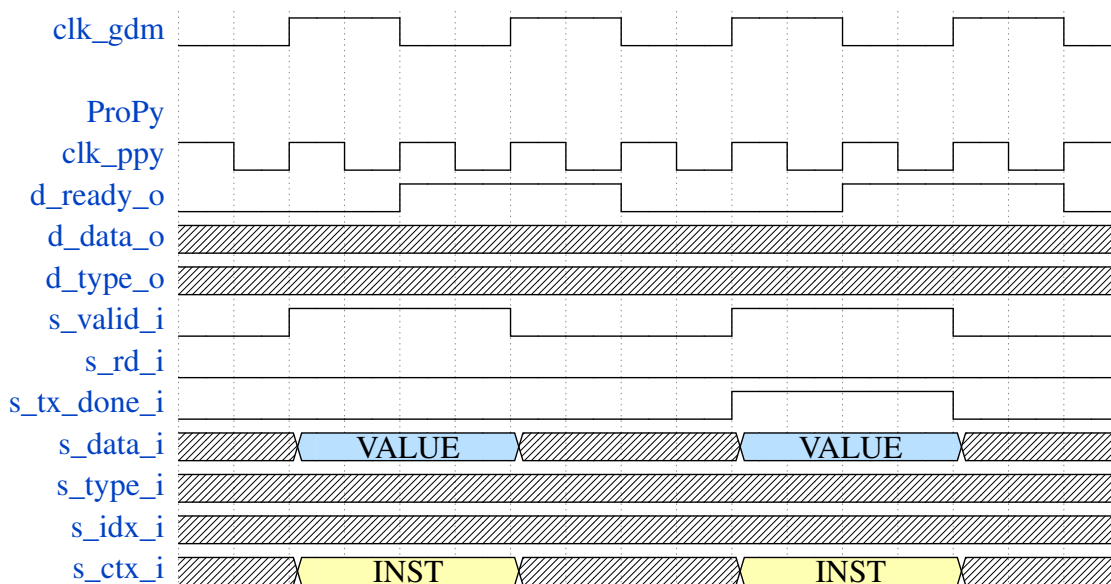 clk_gdm
ProPy
clk_ppy
d_ready_o
d_data_o
d_type_o
s_valid_i
s_rd_i
s_tx_done_i
s_data_i VALUE VALUE
s_type_i
s_idx_i
s_ctx_i INST INST